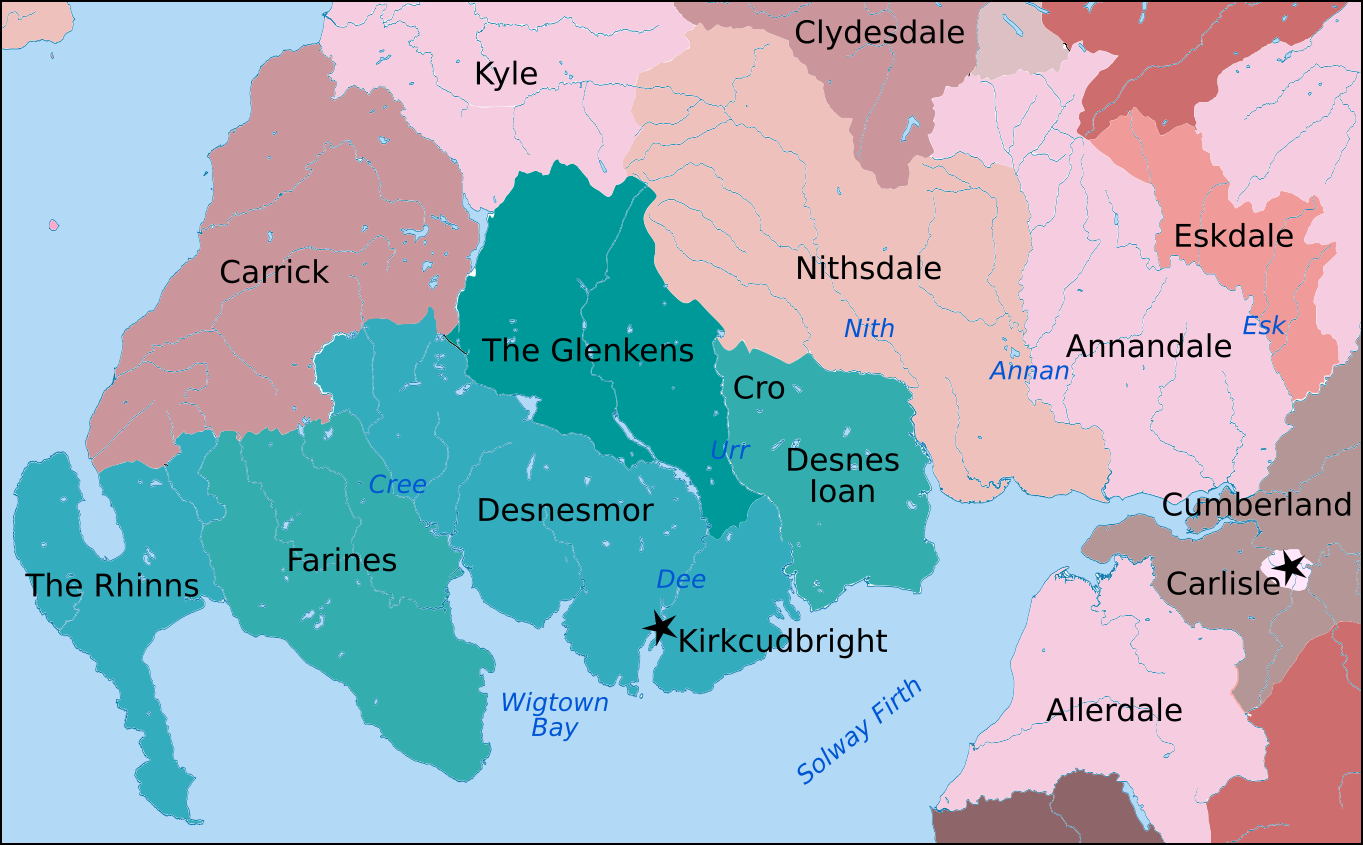 Clydesdale
Kyle
Eskdale
Carrick
Nithsdale
Nith
Esk
The Glenkens
Annandale
Annan
Cro
Urr
Desnes
Ioan
Cree
Desnesmor
Cumberland
Farines
The Rhinns
Dee
Carlisle
Kirkcudbright
Wigtown
Bay
Solway Firth
Allerdale